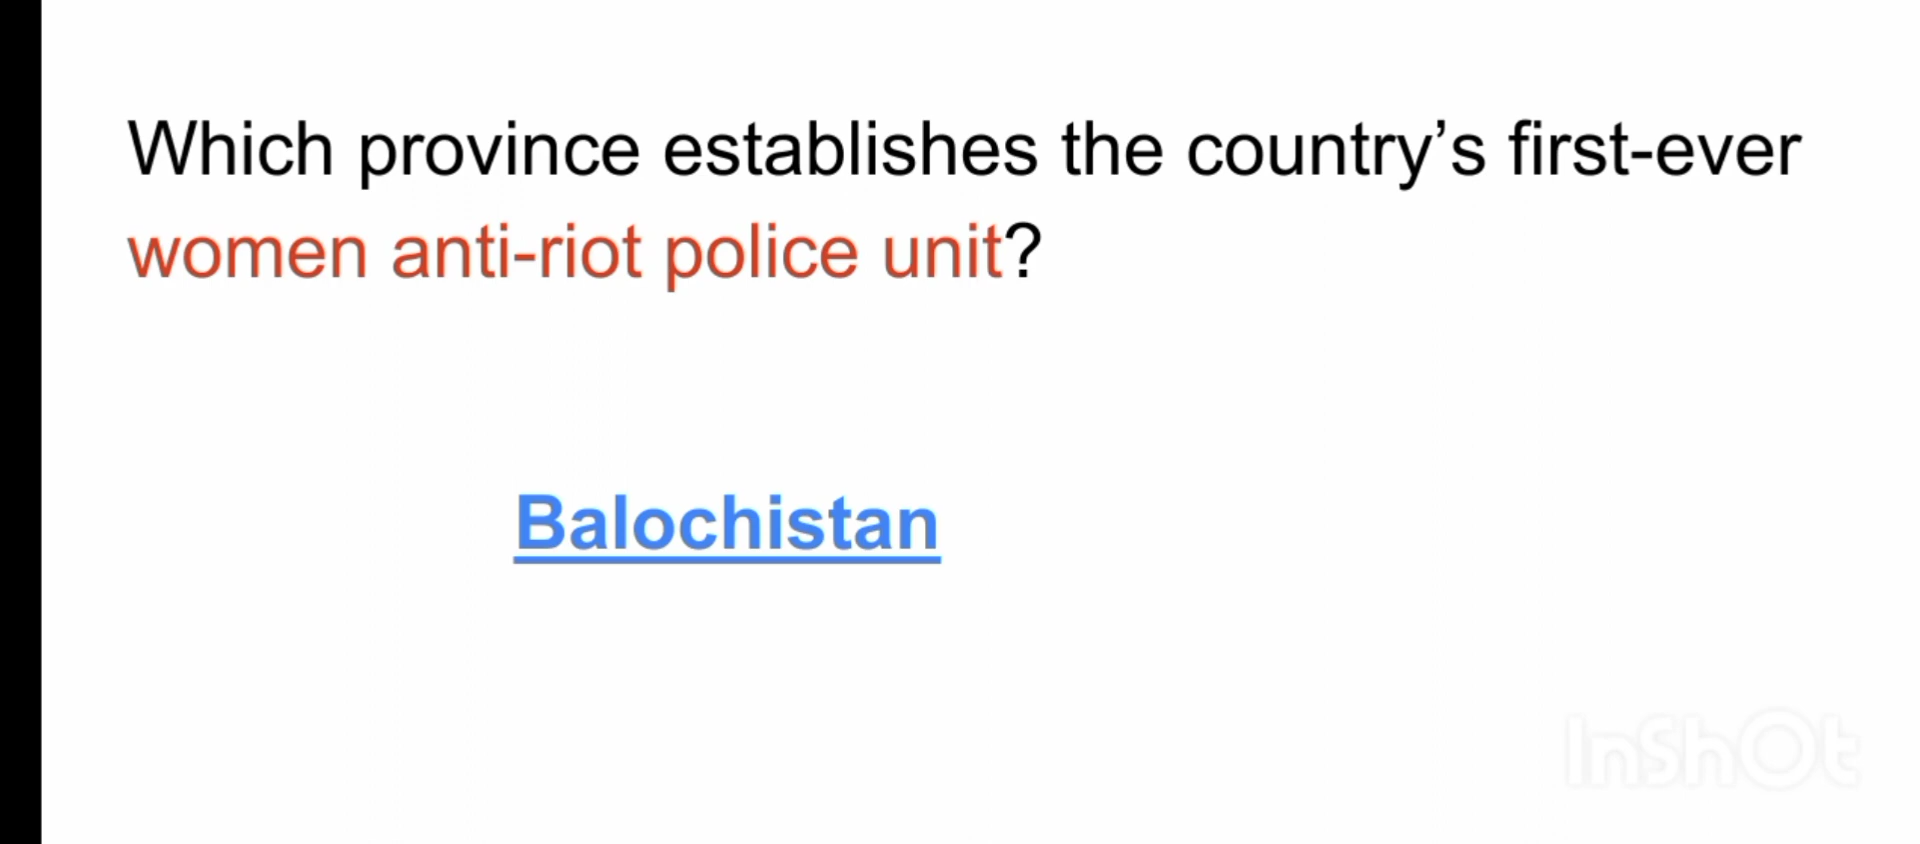 Which province establishes the country’s first-ever
women anti-riot police unit?
Balochistan
InShOt